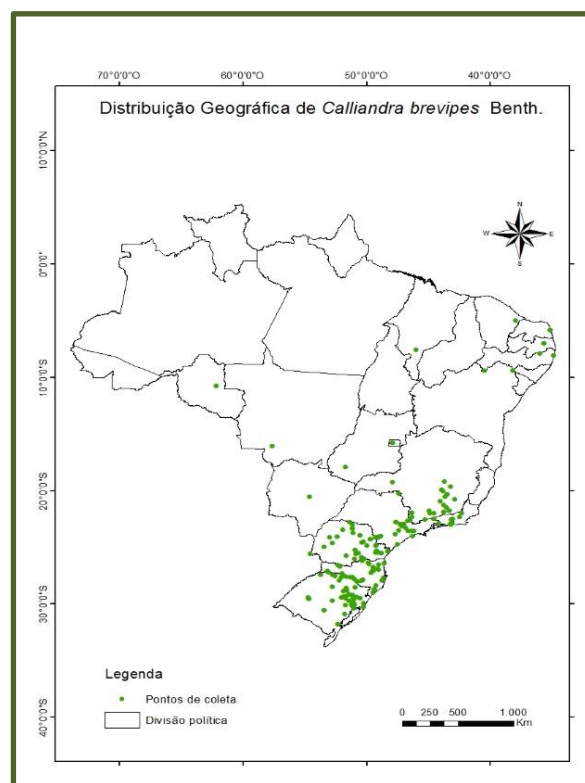 70°0'0"O 60°0'0"O 50°0'0"O 40°0'0"O
Distribuição Geográfica de Calliandra brevipes Benth.
10°0'0"N
N
W E
S
0°0'0"
10°0'0"S
20°0'0"S
30°0'0"S
40°0'0"S
Legenda
Pontos de coleta
Divisão política
0 250 500 1.000
Km